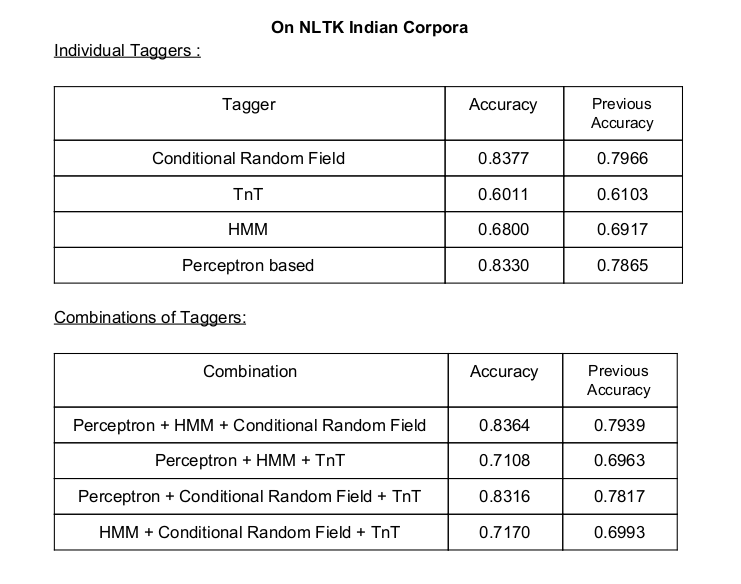 On NLTK Indian Corpora
Individual Taggers :
Tagger Accuracy Previous Accuracy
Conditional Random Field 0.8377 0.7966
TnT 0.6011 0.6103
HMM 0.6800 0.6917
Perceptron based 0.8330 0.7865
Combinations of Taggers:
Combination Accuracy Previous Accuracy
Perceptron + HMM + Conditional Random Field 0.8364 0.7939
Perceptron + HMM + TnT 0.7108 0.6963
Perceptron + Conditional Random Field + TnT 0.8316 0.7817
HMM + Conditional Random Field + TnT 0.7170 0.6993